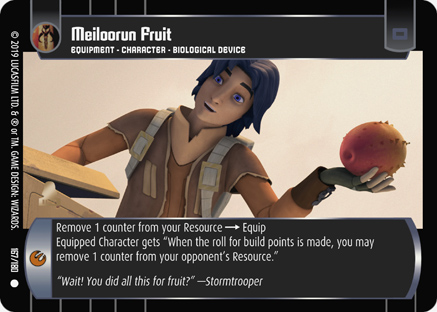 Meiloorun Fruit
EQUIPMENT • CHARACTER • BIOLOGICAL DEVICE
Remove 1 counter from your Resource → Equip
Equipped Character gets “When the roll for build points is made, you may
remove 1 counter from your opponent's Resource.”
“Wait! You did all this for fruit?” —Stormtrooper
© 2019 LUCASFILM LTD. & ® or TM. GAME DESIGN: WIZARDS.
167/180